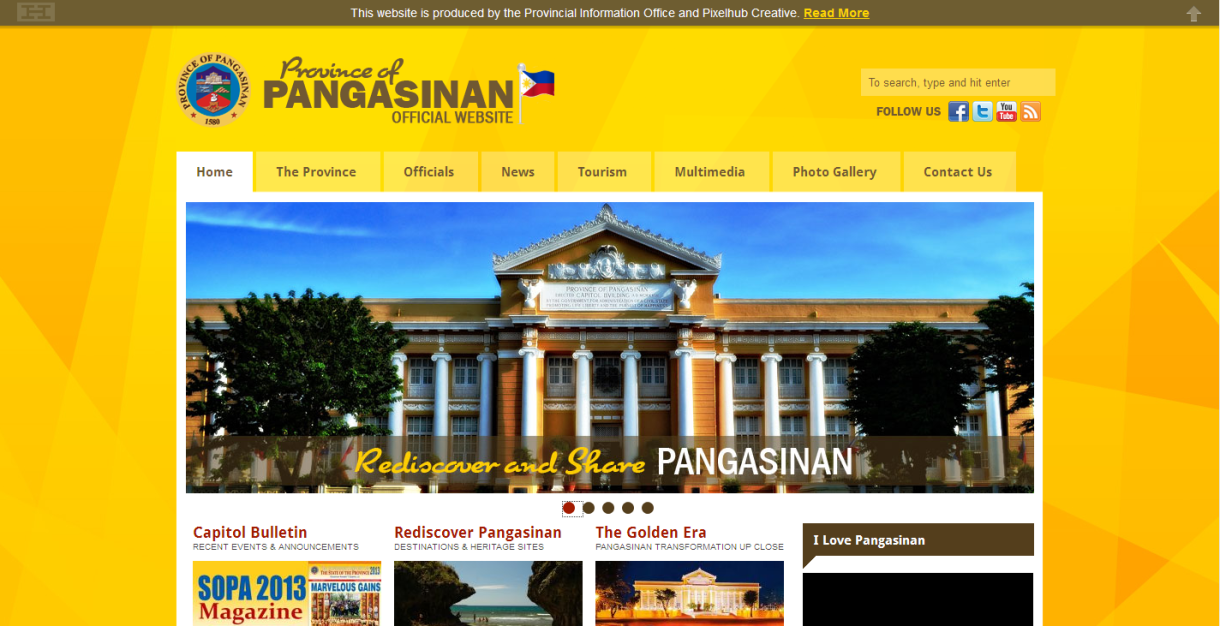 This website is produced by the Provincial Information Office and Pixelhub Creative. Read More
PROVINCE OF PANGASINAN
1580
Province of
PANGASINAN
OFFICIAL WEBSITE
To search, type and hit enter
FOLLOW US
You
Tube
Home
The Province
Officials
News
Tourism
Multimedia
Photo Gallery
Contact Us
PROVINCE OF PANGASINAN
Rediscover and Share PANGASINAN
Capitol Bulletin
RECENT EVENTS & ANNOUNCEMENTS
Rediscover Pangasinan
DESTINATIONS & HERITAGE SITES
The Golden Era
PANGASINAN TRANSFORMATION UP CLOSE
I Love Pangasinan
SOPA 2013
Magazine
THE STATE OF THE PROVINCE 2013
MARVELOUS GAINS